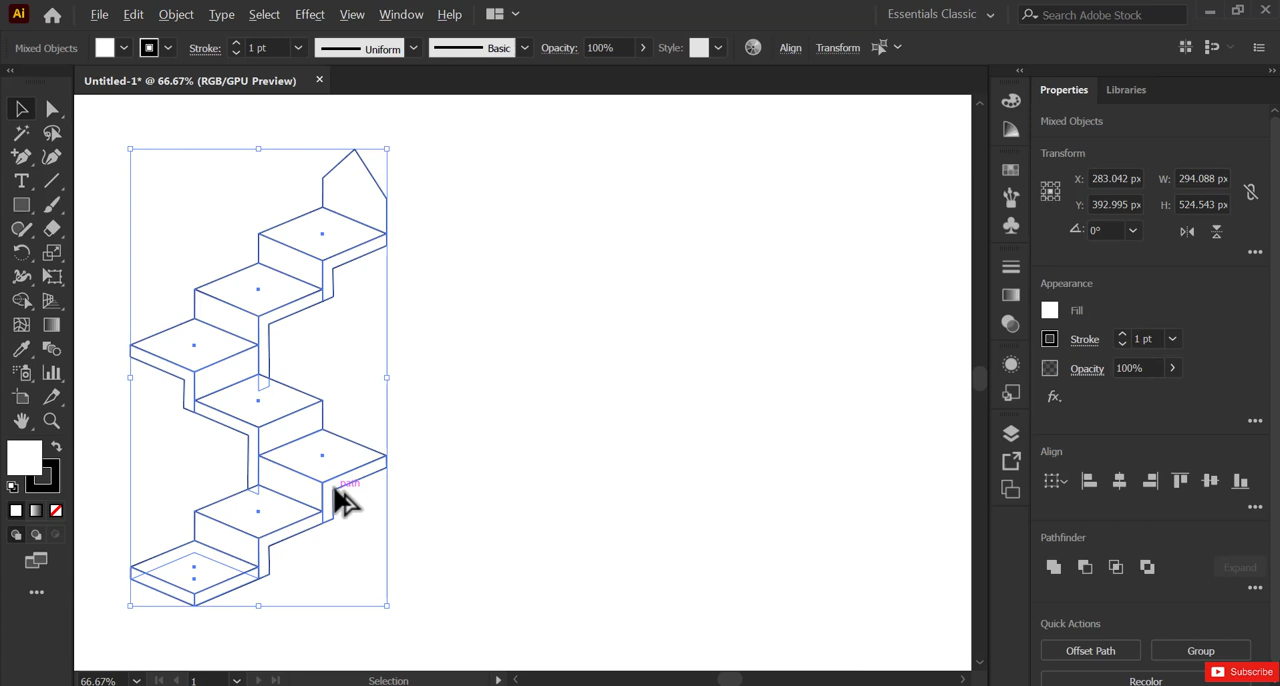 Ai File Edit Object Type Select Effect View Window Help Essentials Classic Search Adobe Stock
Mixed Objects Stroke: 1 pt Uniform Basic Opacity: 100% Style: Align Transform
Untitled-1* @ 66.67% (RGB/GPU Preview)
Properties Libraries
Mixed Objects
Transform
X: 283.042 px W: 294.088 px
Y: 392.995 px H: 524.543 px
0°
Appearance
Fill
Stroke 1 pt
Opacity 100%
fx
Align
path
Pathfinder
Expand
Quick Actions
Offset Path Group
Subscribe
Recolor
66.67% 1 Selection